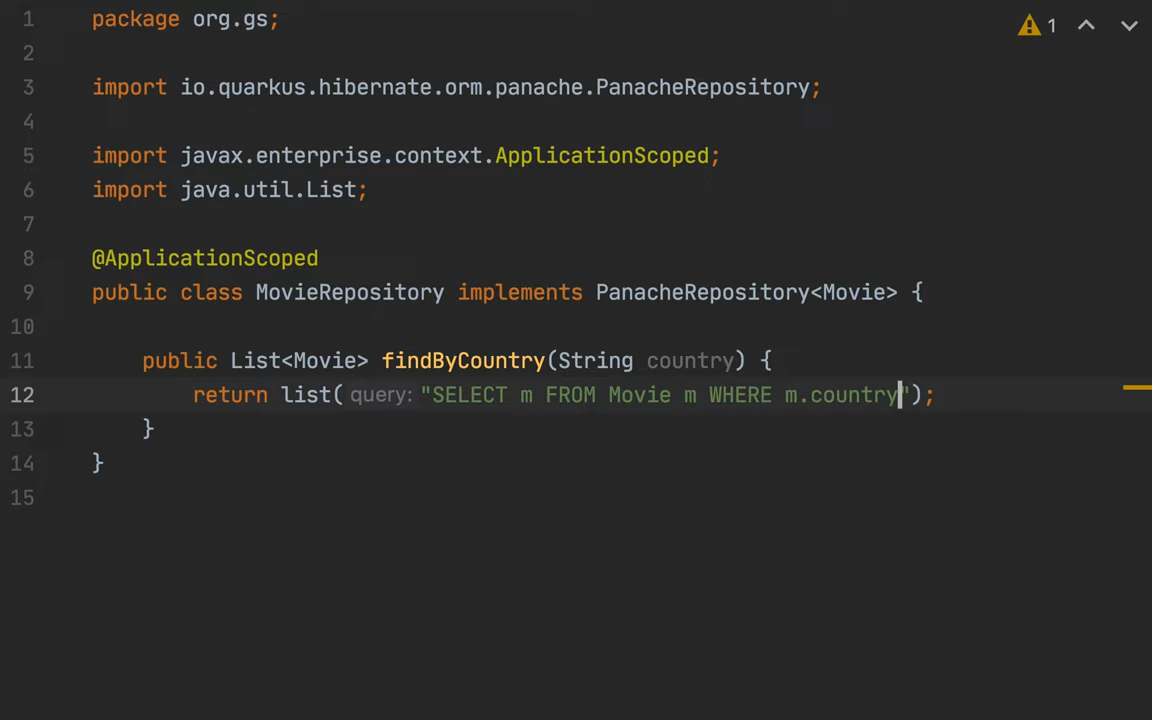 1 package org.gs;
1
2
3 import io.quarkus.hibernate.orm.panache.PanacheRepository;
4
5 import javax.enterprise.context.ApplicationScoped;
6 import java.util.List;
7
8 @ApplicationScoped
9 public class MovieRepository implements PanacheRepository<Movie> {
10
11 public List<Movie> findByCountry(String country) {
12 return list( query: "SELECT m FROM Movie m WHERE m.country");
13 }
14 }
15